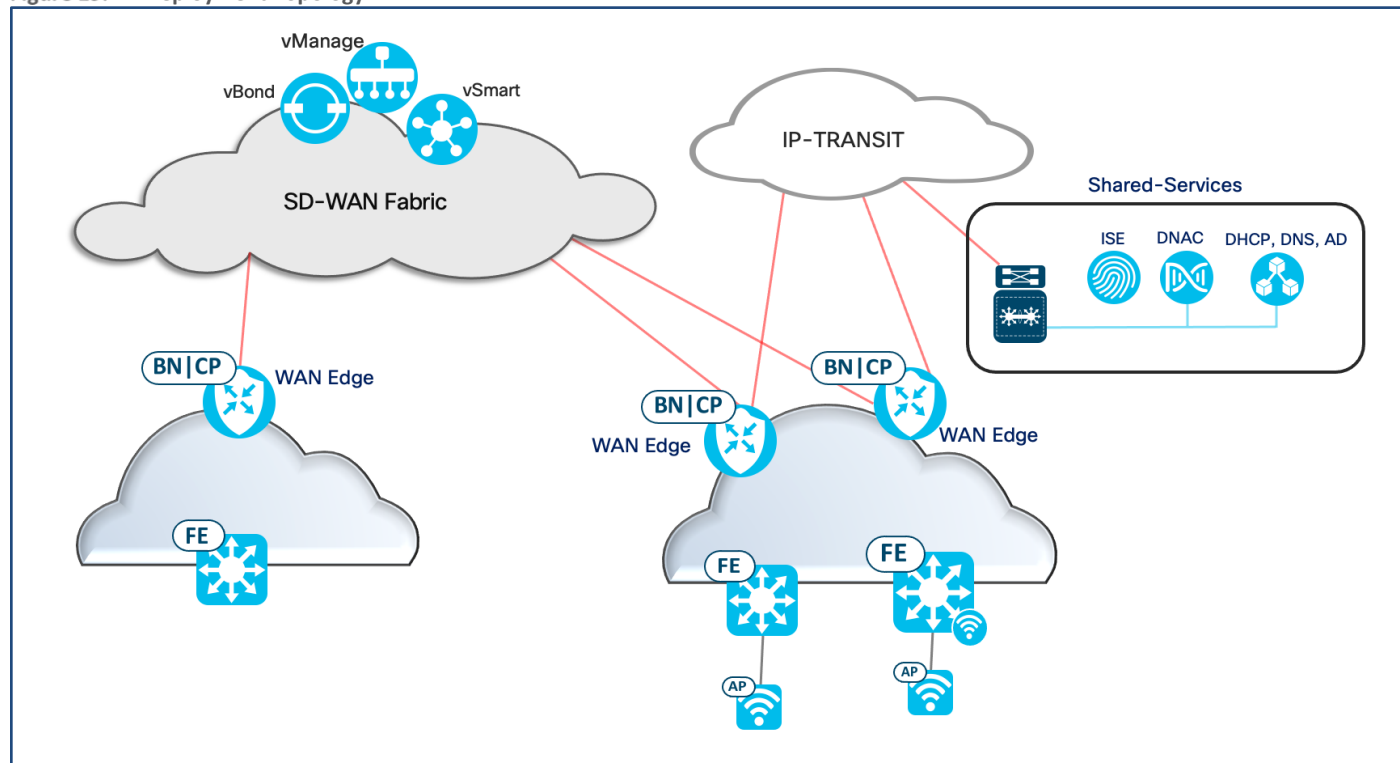 vManage
vBond
vSmart
SD-WAN Fabric
IP-TRANSIT
Shared-Services
ISE
DNAC
DHCP, DNS, AD
BN|CP
WAN Edge
BN|CP
WAN Edge
BN|CP
WAN Edge
FE
FE
FE
AP
AP